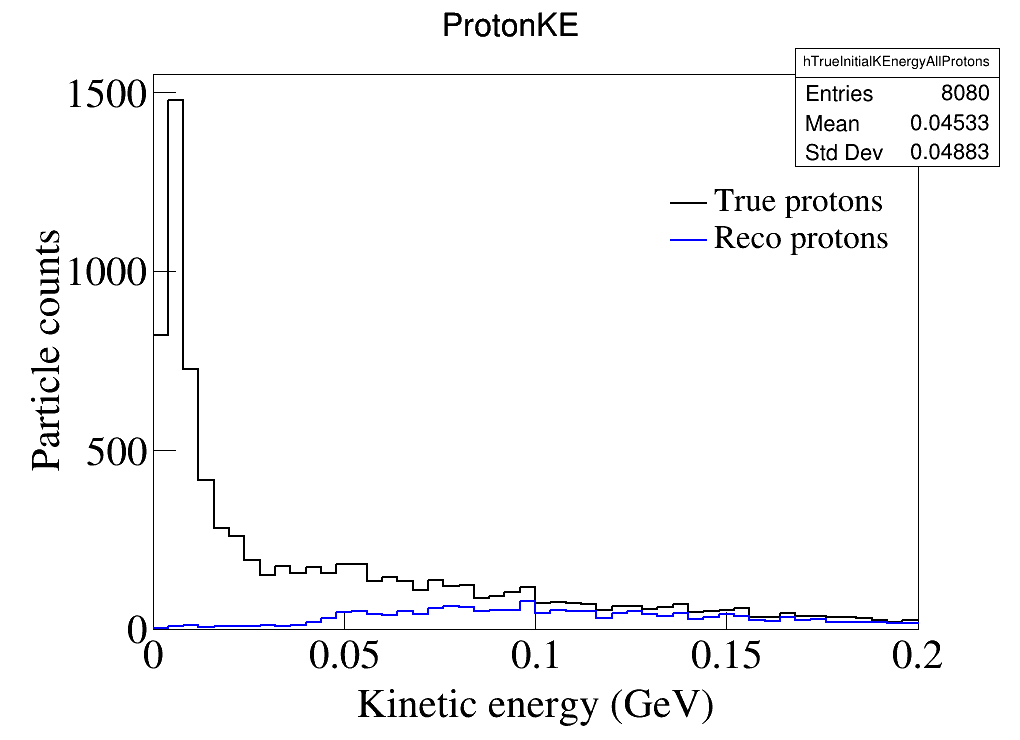 ProtonKE
hTrueInitialKEnergyAllProtons
Entries 8080
Mean 0.04533
Std Dev 0.04883
True protons
Reco protons
Particle counts
1500
1000
500
0
0 0.05 0.1 0.15 0.2
Kinetic energy (GeV)